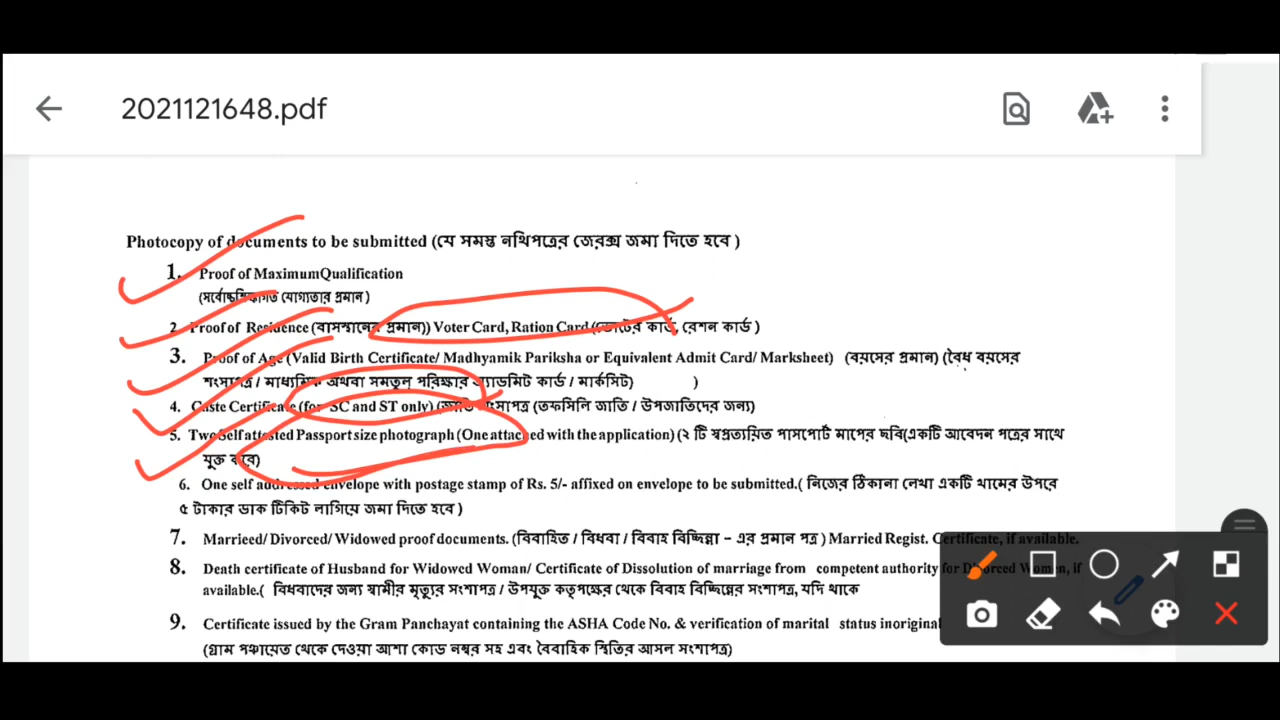 2021121648.pdf
Photocopy of documents to be submitted (যে সমস্ত নথিপত্রের জেরক্স জমা দিতে হবে )
1. Proof of MaximumQualification
(সর্বোচ্চশিক্ষাগত যোগ্যতার প্রমান )
2. Proof of Residence (বাসস্থানের প্রমান)) Voter Card, Ration Card (ভোটের কার্ড, রেশন কার্ড )
3. Proof of Age (Valid Birth Certificate/ Madhyamik Pariksha or Equivalent Admit Card/ Marksheet) (বয়সের প্রমান) (বৈধ বয়সের
শংসাপত্র / মাধ্যমিক অথবা সমতুল পরিক্ষার অ্যাডমিট কার্ড / মার্কসিট) )
4. Caste Certificate (for SC and ST only) (জাতি শংসাপত্র (তফসিলি জাতি / উপজাতিদের জন্য)
5. Two Self attested Passport size photograph (One attached with the application) (২ টি স্বপ্রত্যয়িত পাসপোর্ট মাপের ছবি(একটি আবেদন পত্রের সাথে
যুক্ত করে)
6. One self addressed envelope with postage stamp of Rs. 5/- affixed on envelope to be submitted.( নিজের ঠিকানা লেখা একটি খামের উপরে
৫ টাকার ডাক টিকিট লাগিয়ে জমা দিতে হবে )
7. Marrieed/ Divorced/ Widowed proof documents. (বিবাহিত / বিধবা / বিবাহ বিচ্ছিন্না – এর প্রমান পত্র ) Married Regist. Certificate, if available.
8. Death certificate of Husband for Widowed Woman/ Certificate of Dissolution of marriage from competent authority for Divorced Women, if
available.( বিধবাদের জন্য স্বামীর মৃত্যুর সংশাপত্র / উপযুক্ত কতৃপক্ষের থেকে বিবাহ বিচ্ছিন্নের সংশাপত্র, যদি থাকে
9. Certificate issued by the Gram Panchayat containing the ASHA Code No. & verification of marital status inoriginal
(গ্রাম পঞ্চায়েত থেকে দেওয়া আশা কোড নম্বর সহ এবং বৈবাহিক স্থিতির আসল সংশাপত্র)